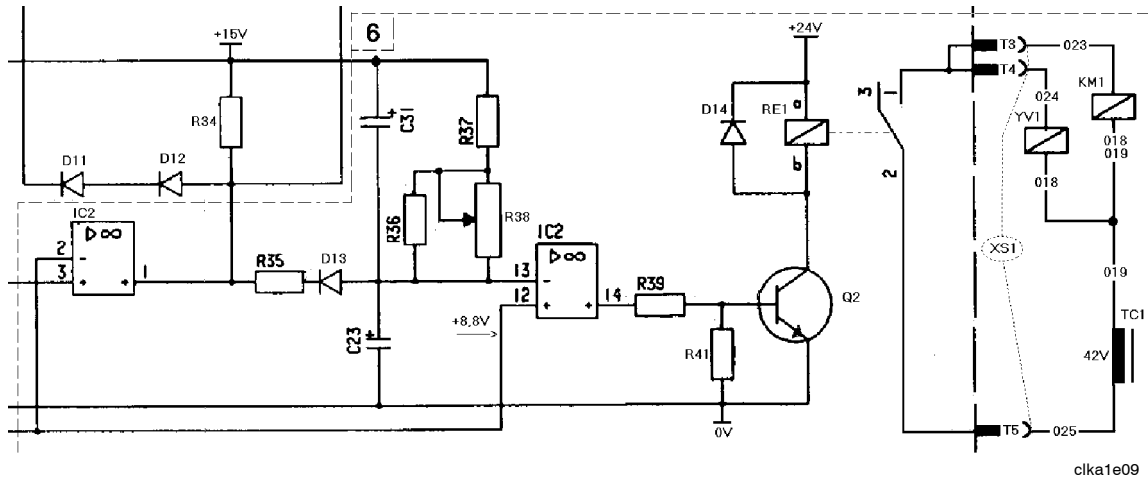 +15V
6
+24V
R34
C31
R37
D14
RE1
a
b
3
1
2
T3
023
T4
024
KM1
YV1
018
019
018
D11
D12
IC2
▷∞
2
-
3
+
1
R35
D13
R36
R38
IC2
▷∞
13
-
12
+
14
R39
Q2
XS1
019
TC1
42V
+8,8V
C23
R41
0V
T5
025
clka1e09